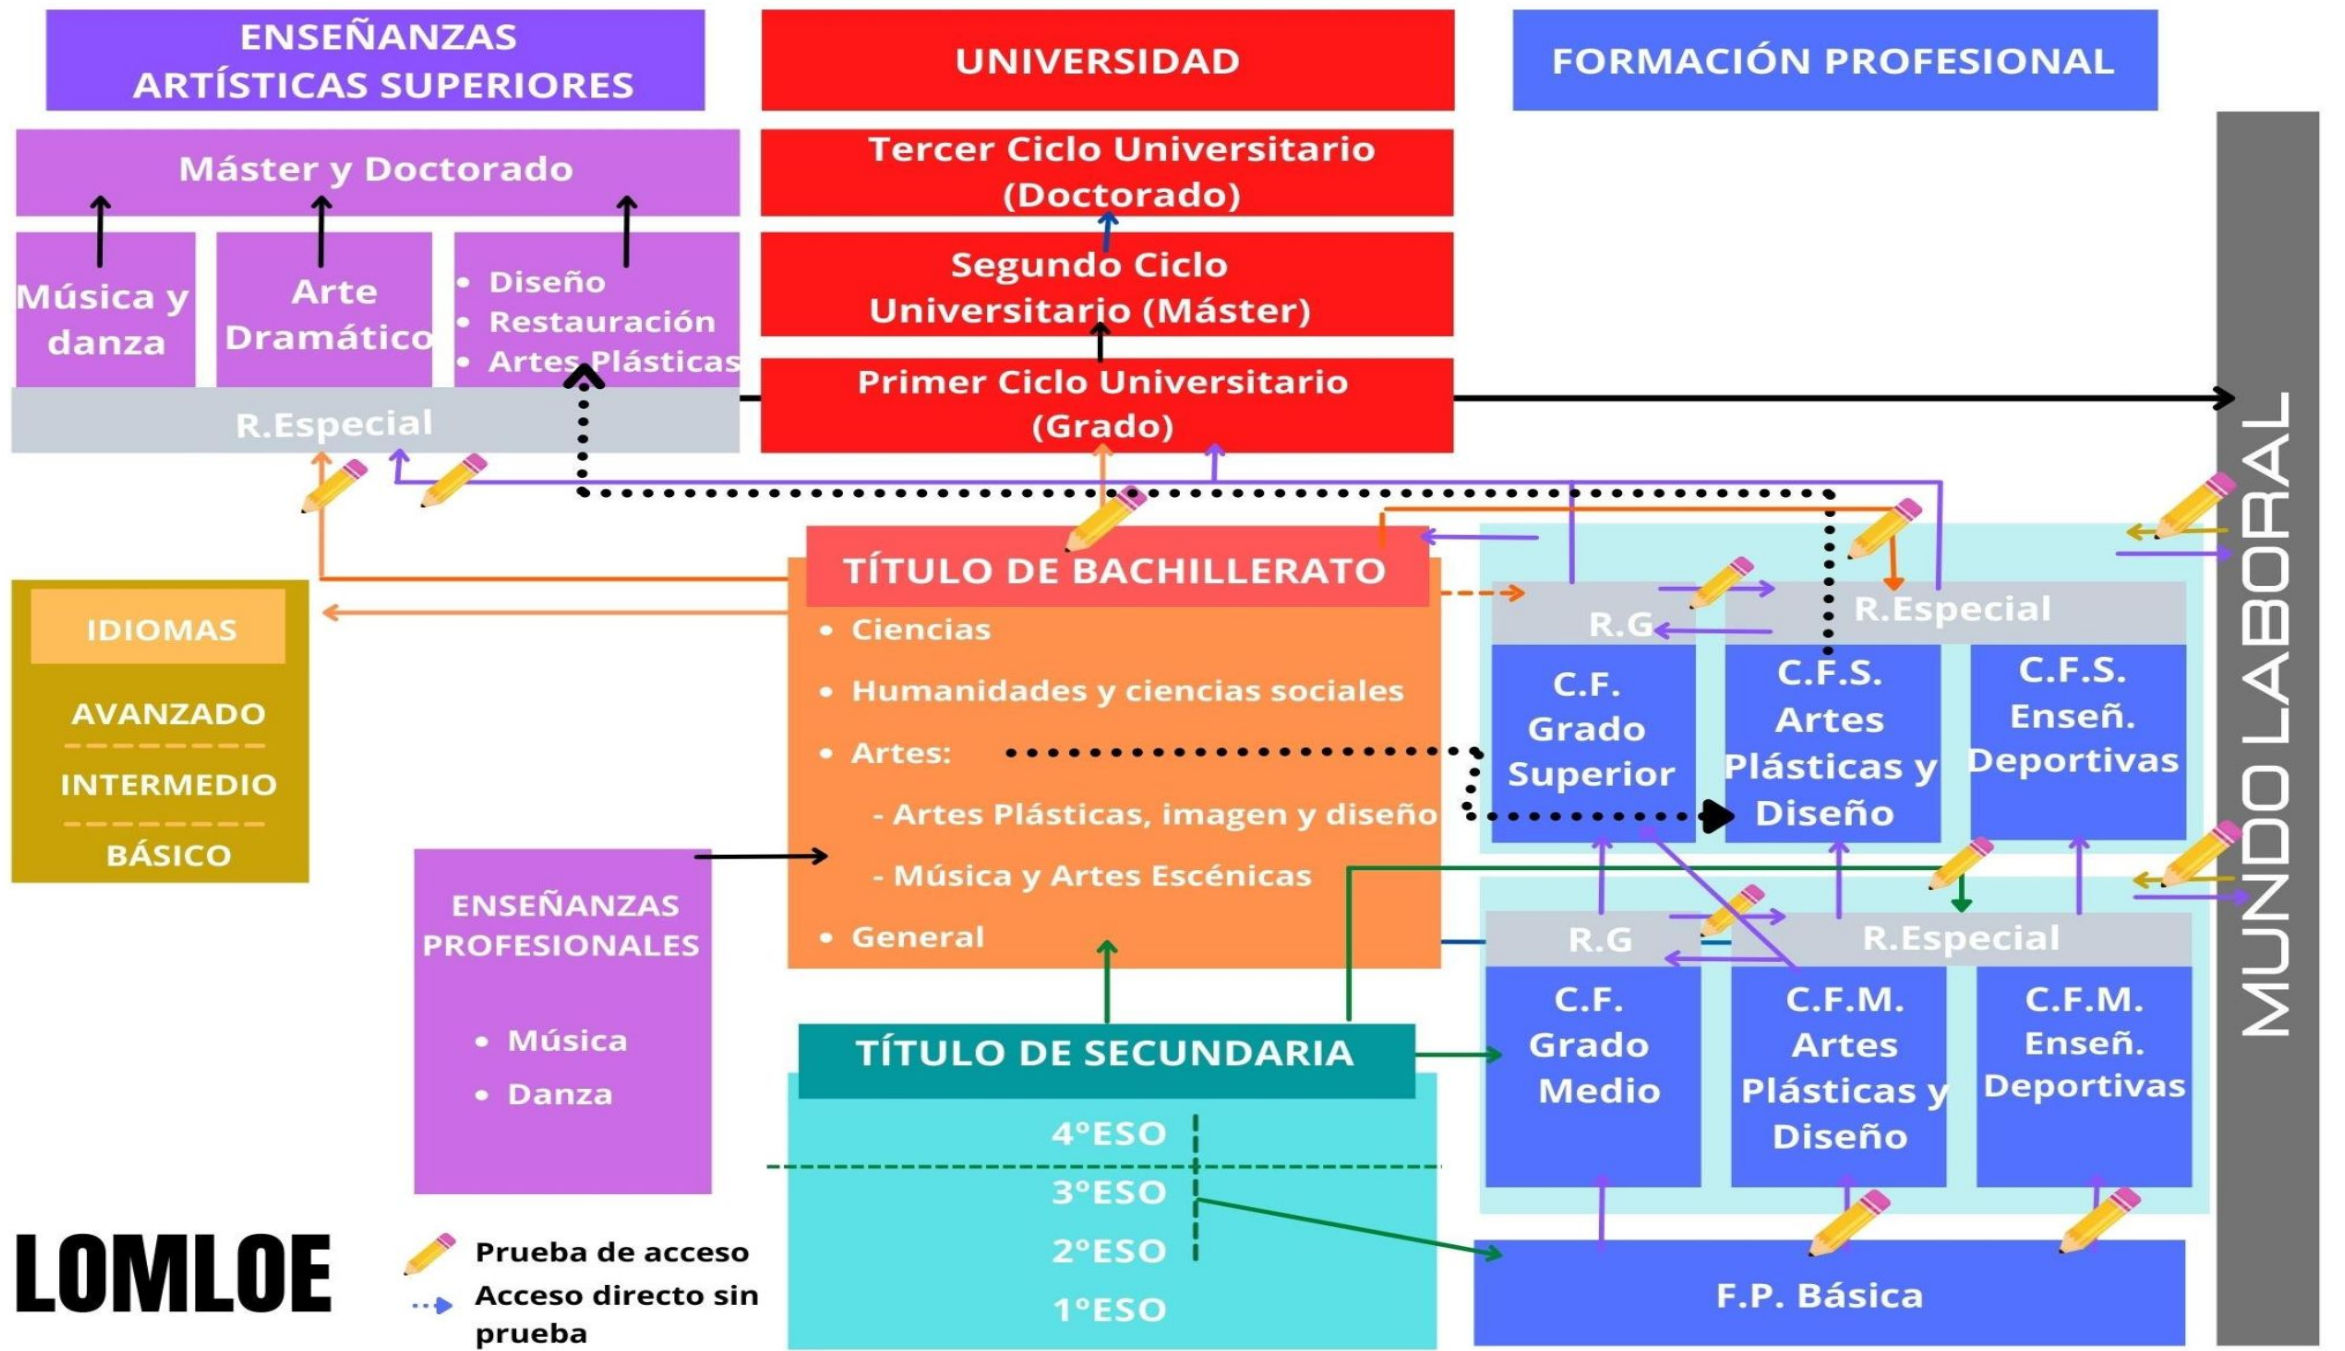 ENSEÑANZAS
ARTÍSTICAS SUPERIORES
UNIVERSIDAD
FORMACIÓN PROFESIONAL
Máster y Doctorado
Tercer Ciclo Universitario
(Doctorado)
Música y
danza
Arte
Dramático
• Diseño
• Restauración
• Artes Plásticas
Segundo Ciclo
Universitario (Máster)
Primer Ciclo Universitario
(Grado)
R.Especial
MUNDO LABORAL
TÍTULO DE BACHILLERATO
• Ciencias
• Humanidades y ciencias sociales
• Artes:
- Artes Plásticas, imagen y diseño
- Música y Artes Escénicas
• General
IDIOMAS
AVANZADO
INTERMEDIO
BÁSICO
R.G
R.Especial
C.F.
Grado
Superior
C.F.S.
Artes
Plásticas y
Diseño
C.F.S.
Enseñ.
Deportivas
ENSEÑANZAS
PROFESIONALES
• Música
• Danza
R.G
R.Especial
C.F.
Grado
Medio
C.F.M.
Artes
Plásticas y
Diseño
C.F.M.
Enseñ.
Deportivas
TÍTULO DE SECUNDARIA
4ºESO
3ºESO
2ºESO
1ºESO
F.P. Básica
LOMLOE
Prueba de acceso
Acceso directo sin
prueba